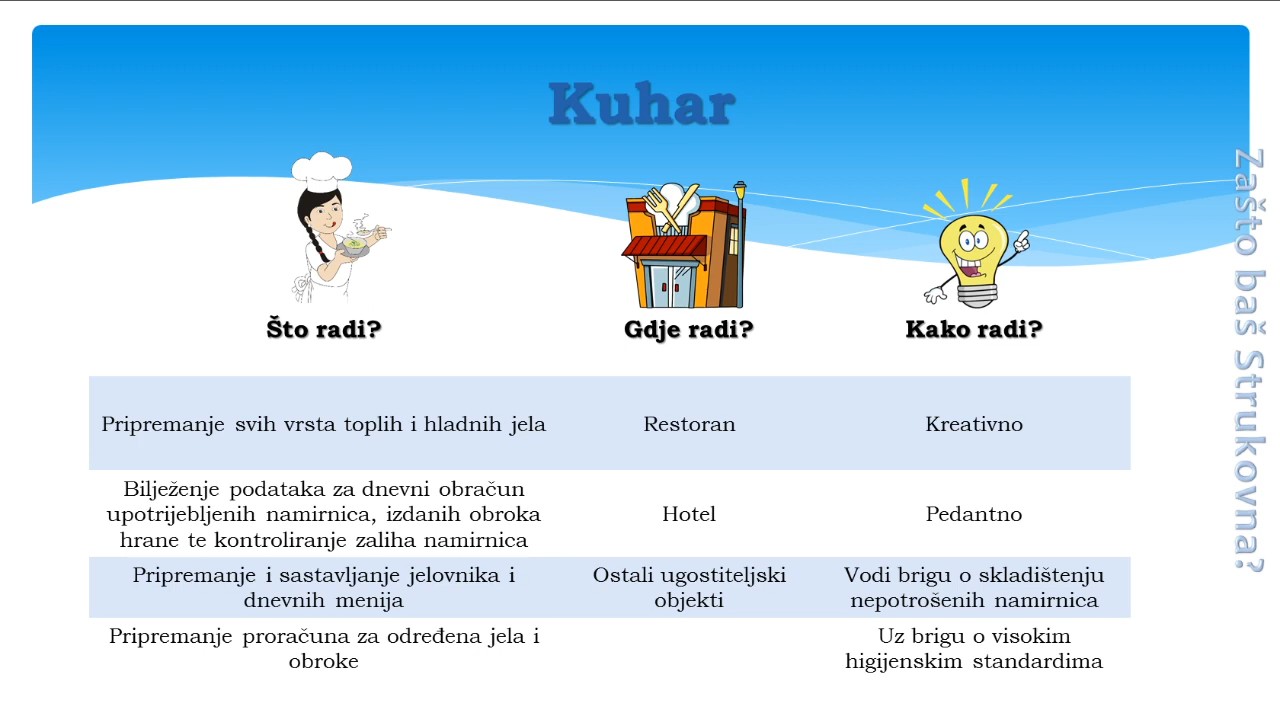 Kuhar
Što radi?
Gdje radi?
Kako radi?
Pripremanje svih vrsta toplih i hladnih jela
Restoran
Kreativno
Bilježenje podataka za dnevni obračun
upotrijebljenih namirnica, izdanih obroka
hrane te kontroliranje zaliha namirnica
Hotel
Pedantno
Pripremanje i sastavljanje jelovnika i
dnevnih menija
Ostali ugostiteljski
objekti
Vodi brigu o skladištenju
nepotrošenih namirnica
Pripremanje proračuna za određena jela i
obroke
Uz brigu o visokim
higijenskim standardima
Zašto baš Strukovna?